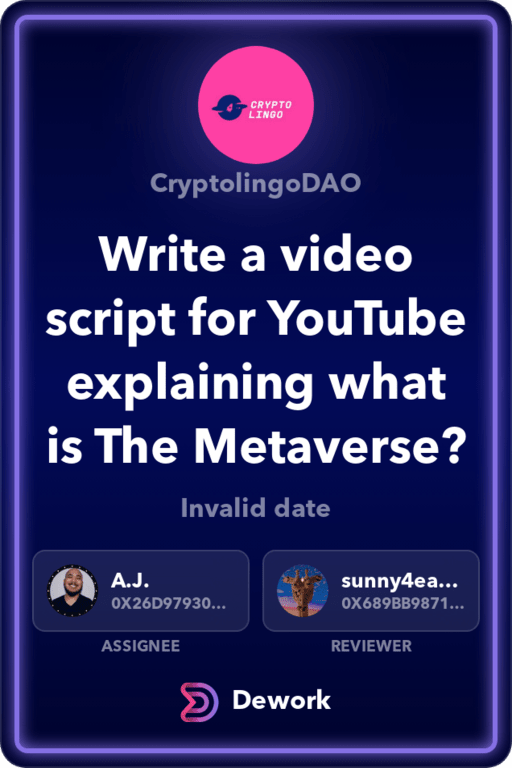 CRYPTO
LINGO
CryptolingoDAO
Write a video
script for YouTube
explaining what
is The Metaverse?
Invalid date
A.J.
0X26D97930...
ASSIGNEE
sunny4ea...
0X689BB9871...
REVIEWER
Dework